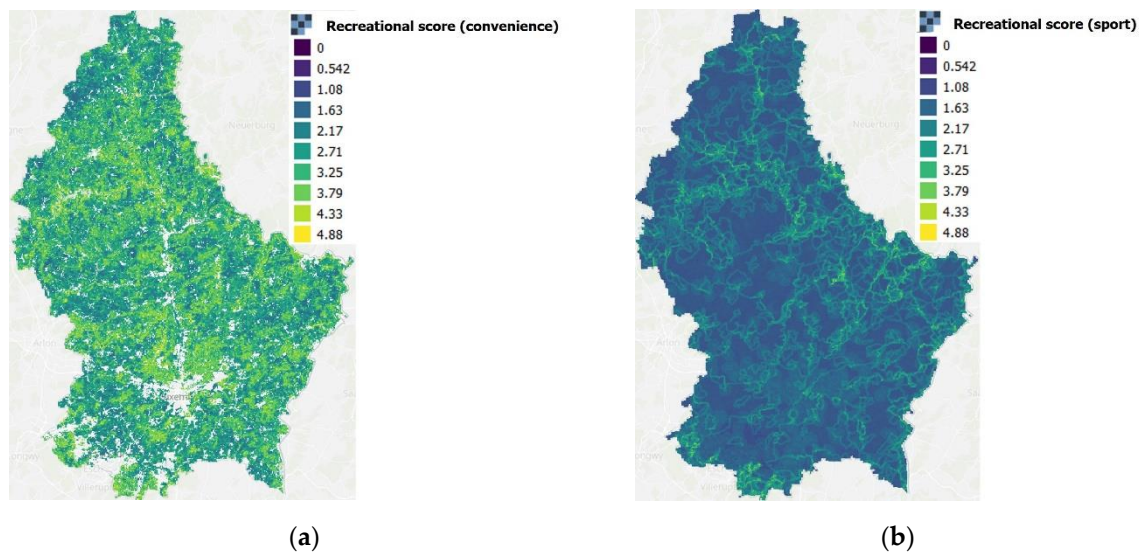 Recreational score (convenience)
0
0.542
1.08
1.63
2.17
2.71
3.25
3.79
4.33
4.88
Neuerburg
Arlon
Recreational score (sport)
0
0.542
1.08
1.63
2.17
2.71
3.25
3.79
4.33
4.88
Neuerburg
Arlon
(a)
(b)